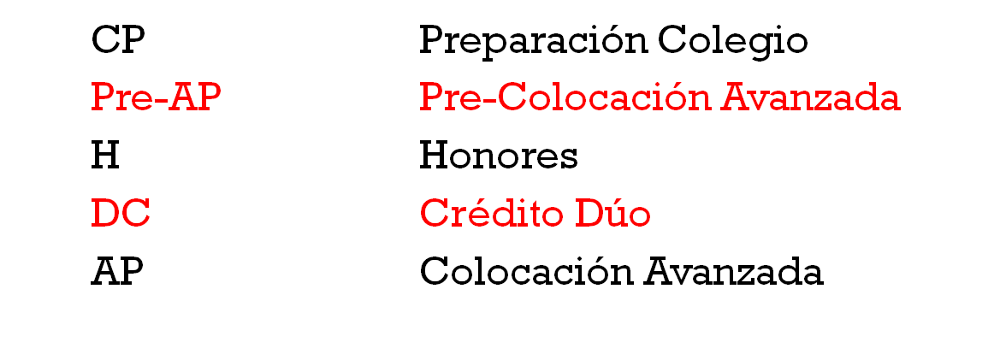 CP Preparación Colegio
Pre-AP Pre-Colocación Avanzada
H Honores
DC Crédito Dúo
AP Colocación Avanzada